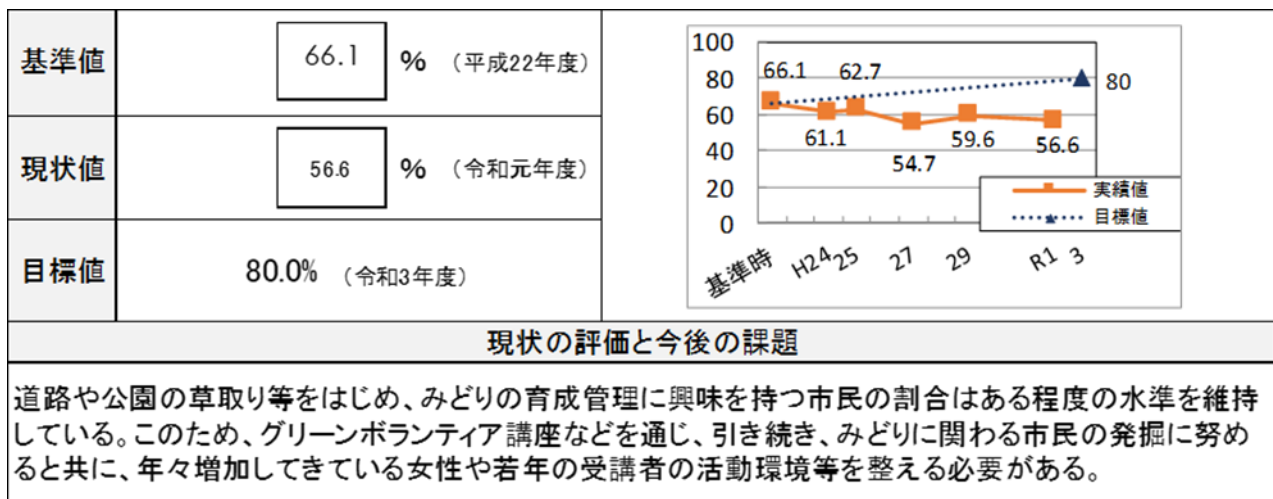 基準値
66.1 % (平成22年度)
現状値
56.6 % (令和元年度)
目標値
80.0% (令和3年度)
100
80
60
40
20
0
66.1
61.1
62.7
54.7
59.6
56.6
80
実績値
目標値
基準時
H24
25
27
29
R1
3
現状の評価と今後の課題
道路や公園の草取り等をはじめ、みどりの育成管理に興味を持つ市民の割合はある程度の水準を維持
している。このため、グリーンボランティア講座などを通じ、引き続き、みどりに関わる市民の発掘に努め
ると共に、年々増加してきている女性や若年の受講者の活動環境等を整える必要がある。